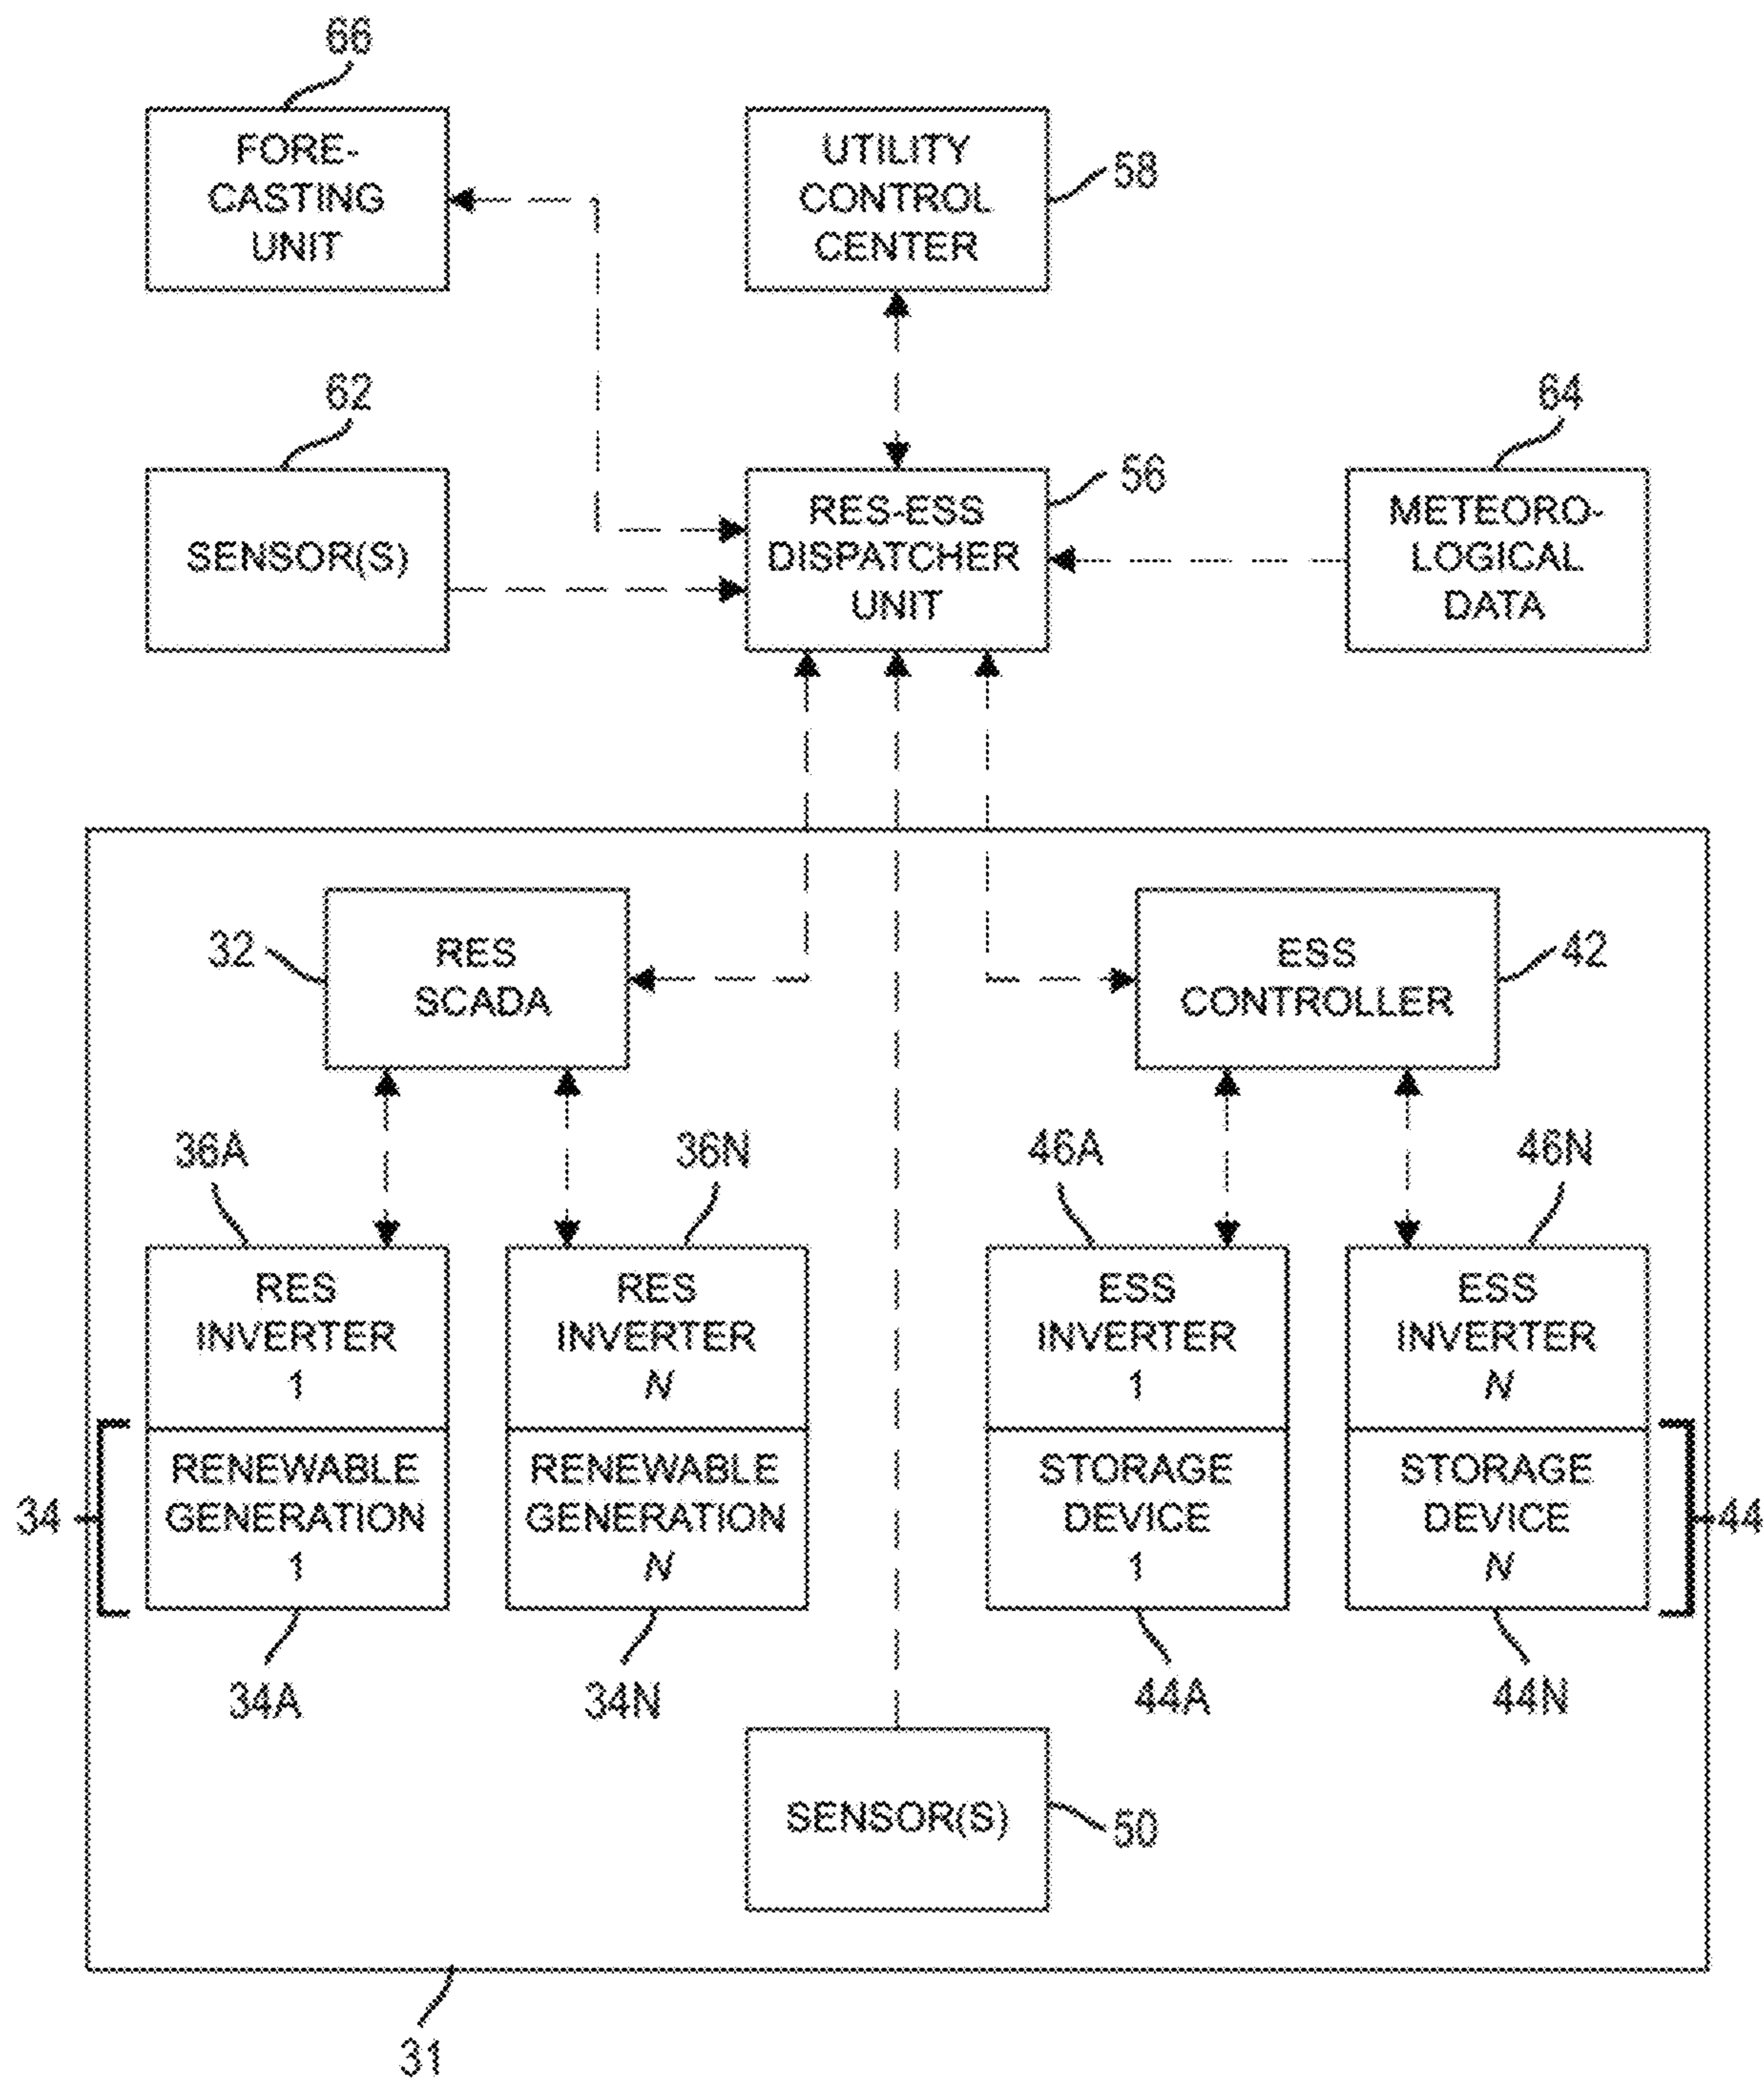 66
FORE-
CASTING
UNIT
UTILITY
CONTROL
CENTER
58
62
SENSOR(S)
RES-ESS
DISPATCHER
UNIT
56
64
METEORO-
LOGICAL
DATA
32
RES
SCADA
ESS
CONTROLLER
42
36A
36N
46A
46N
RES
INVERTER
1
RES
INVERTER
N
ESS
INVERTER
1
ESS
INVERTER
N
34
RENEWABLE
GENERATION
1
RENEWABLE
GENERATION
N
STORAGE
DEVICE
1
STORAGE
DEVICE
N
44
34A
34N
44A
44N
SENSOR(S)
50
31